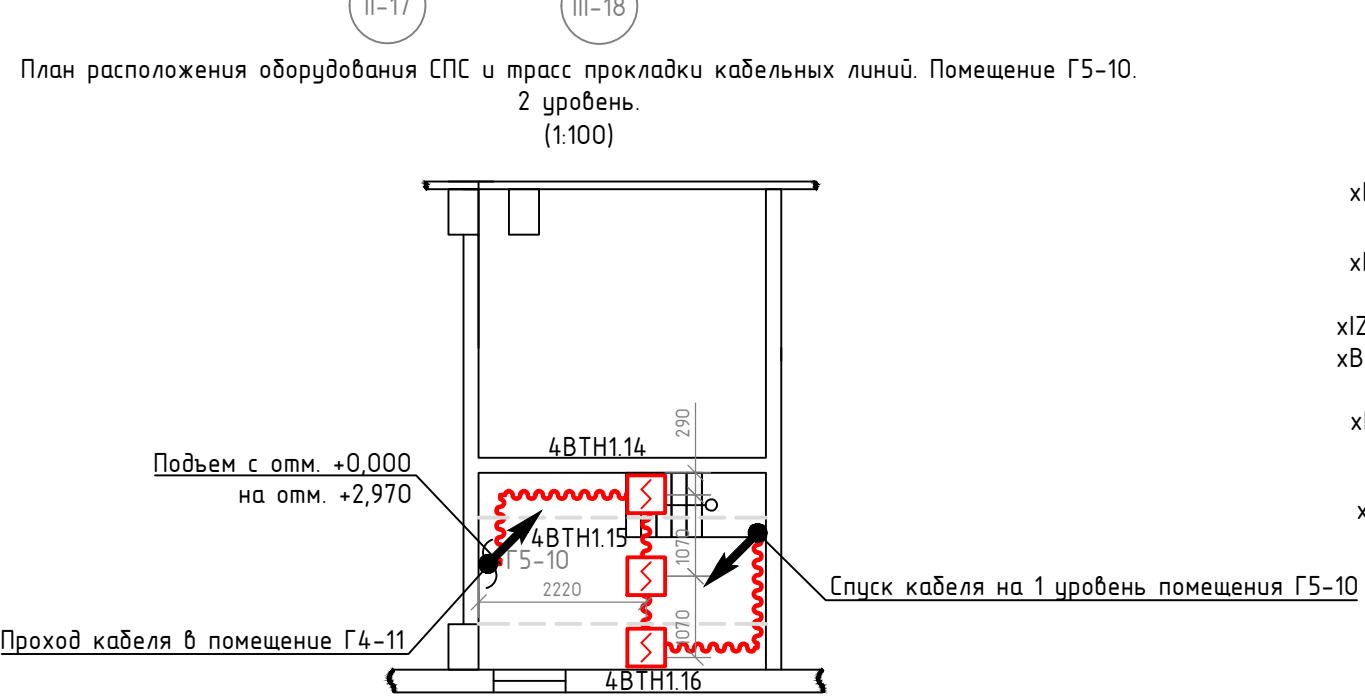 II-17
III-18
План расположения оборудования СПС и трасс прокладки кабельных линий. Помещение Г5-10.
2 уровень.
(1:100)
xIZ
xB
290
4ВТН1.14
Подъем с отм. +0,000
на отм. +2,970
4ВТН1.15
1070
Г5-10
2220
Спуск кабеля на 1 уровень помещения Г5-10
1070
Проход кабеля в помещение Г4-11
4ВТН1.16